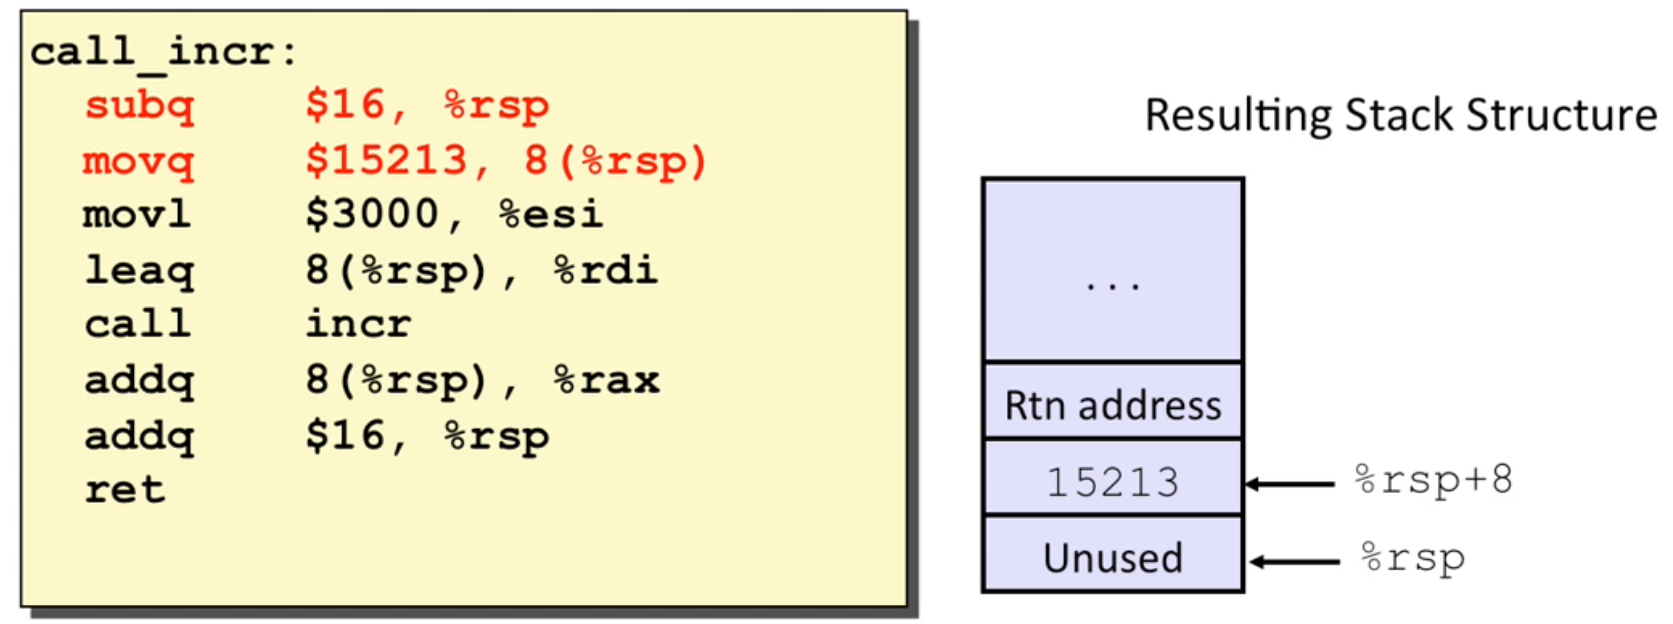 call_incr:
subq $16, %rsp
movq $15213, 8(%rsp)
movl $3000, %esi
leaq 8(%rsp), %rdi
call incr
addq 8(%rsp), %rax
addq $16, %rsp
ret
Resulting Stack Structure
...
Rtn address
15213 %rsp+8
Unused %rsp